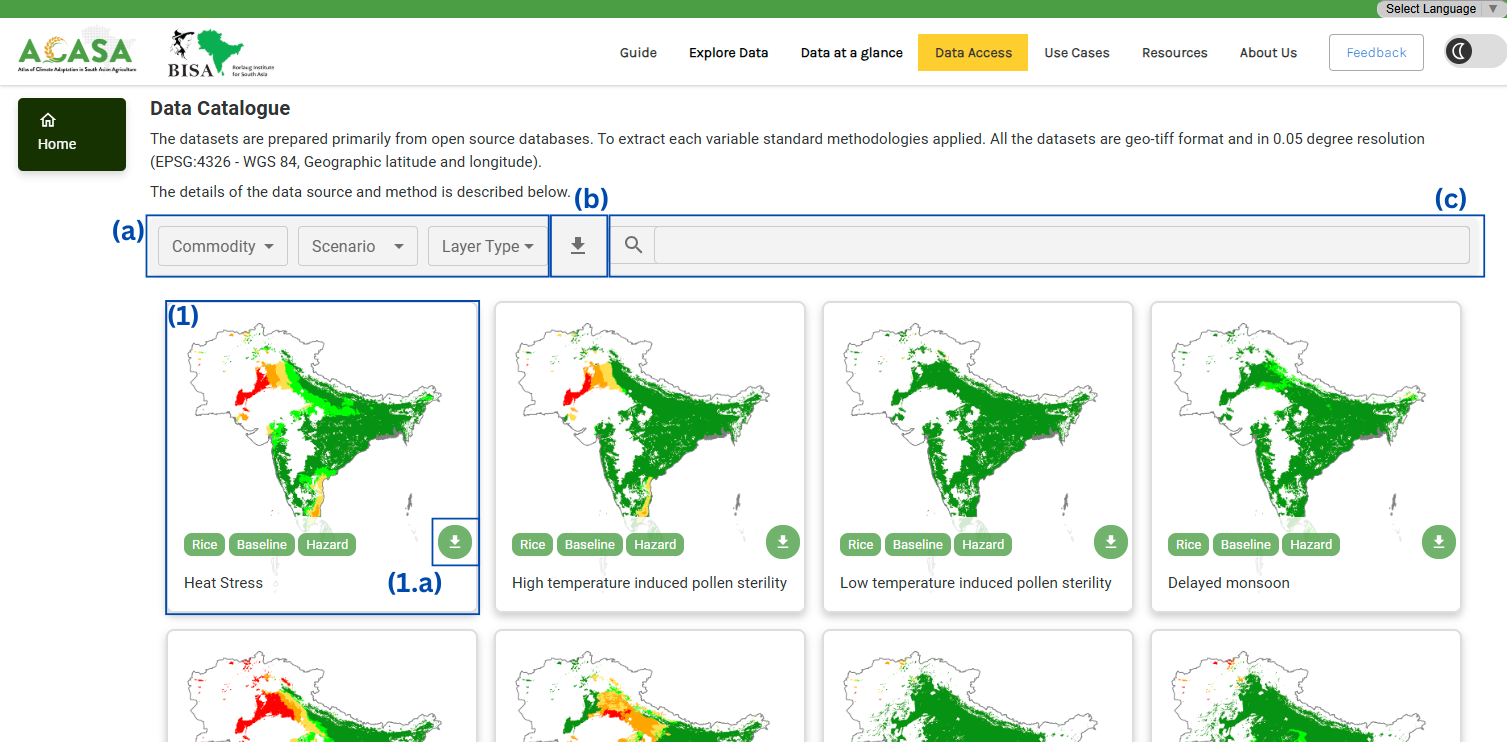 Select Language ▼
ACASA
Atlas of Climate Adaptation in South Asian Agriculture
BISA
Borlaug Institute
for South Asia
Guide
Explore Data
Data at a glance
Data Access
Use Cases
Resources
About Us
Feedback
Home
Data Catalogue
The datasets are prepared primarily from open source databases. To extract each variable standard methodologies applied. All the datasets are geo-tiff format and in 0.05 degree resolution
(EPSG:4326 - WGS 84, Geographic latitude and longitude).
The details of the data source and method is described below.
(a)
(b)
(c)
Commodity
Scenario
Layer Type
(1)
Rice Baseline Hazard
(1.a)
Heat Stress
Rice Baseline Hazard
High temperature induced pollen sterility
Rice Baseline Hazard
Low temperature induced pollen sterility
Rice Baseline Hazard
Delayed monsoon